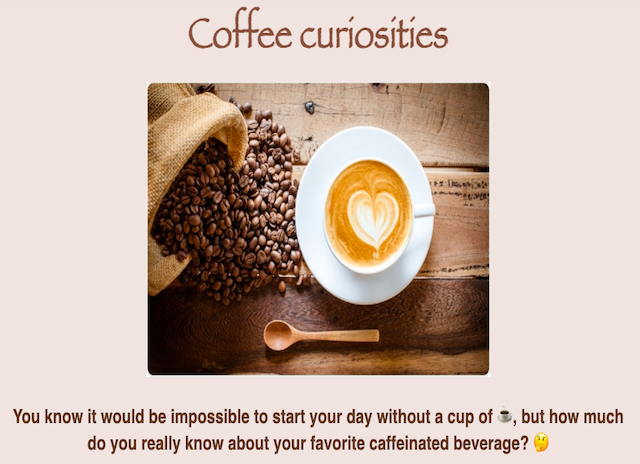 Coffee curiosities
You know it would be impossible to start your day without a cup of ☕, but how much
do you really know about your favorite caffeinated beverage? 🤔